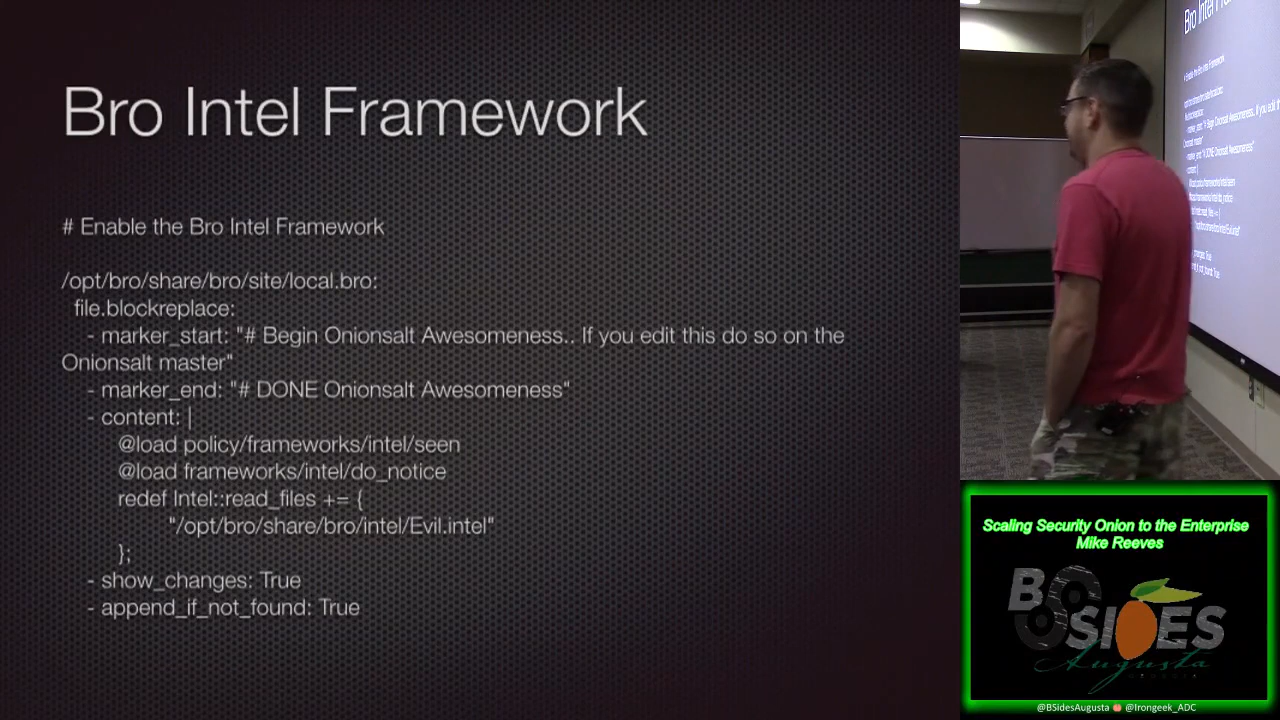 Bro Intel Framework
# Enable the Bro Intel Framework
/opt/bro/share/bro/site/local.bro:
file.blockreplace:
- marker_start: "# Begin Onionsalt Awesomeness.. If you edit this do so on the
Onionsalt master"
- marker_end: "# DONE Onionsalt Awesomeness"
- content: |
@load policy/frameworks/intel/seen
@load frameworks/intel/do_notice
redef Intel::read_files += {
"/opt/bro/share/bro/intel/Evil.intel"
};
- show_changes: True
- append_if_not_found: True
Scaling Security Onion to the Enterprise
Mike Reeves
BSIDES
Augusta
@BSidesAugusta @Irongeek_ADC